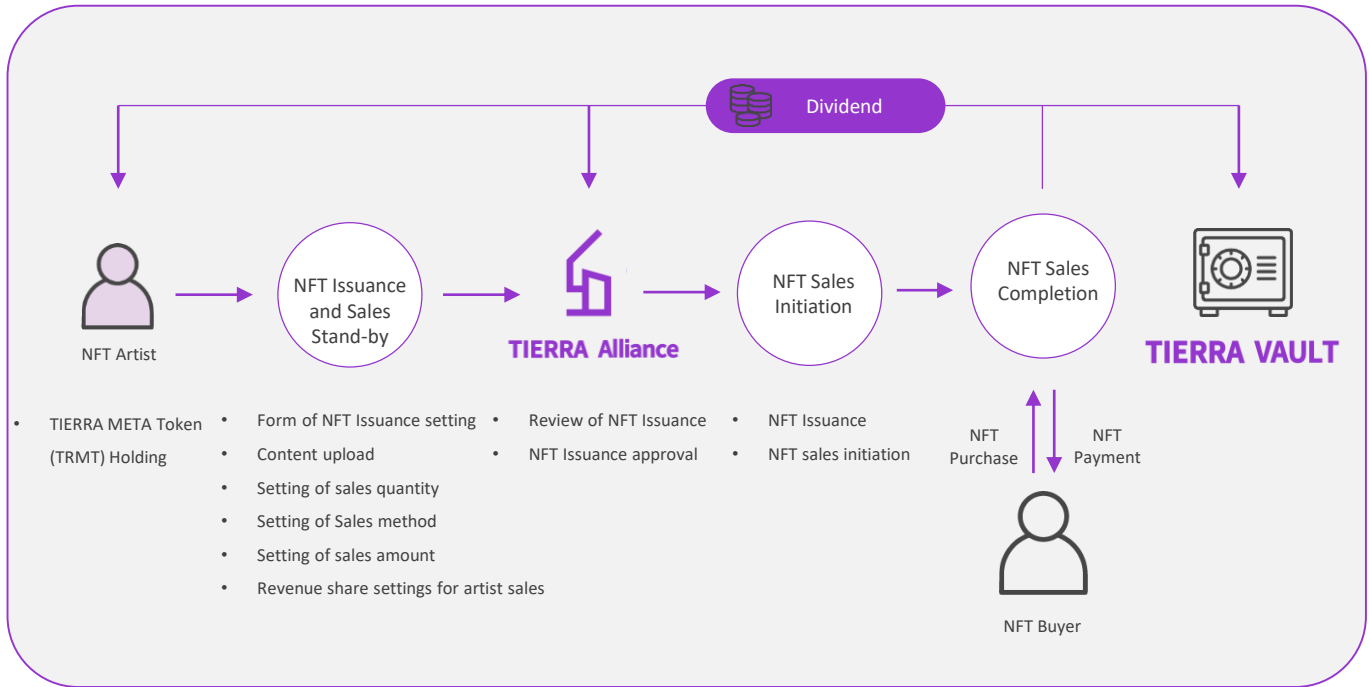 Dividend
NFT Issuance
and Sales
Stand-by
NFT Sales
Initiation
NFT Sales
Completion
NFT Artist
TIERRA Alliance
TIERRA VAULT
• TIERRA META Token
(TRMT) Holding
• Form of NFT Issuance setting
• Content upload
• Setting of sales quantity
• Setting of Sales method
• Setting of sales amount
• Revenue share settings for artist sales
• Review of NFT Issuance
• NFT Issuance approval
• NFT Issuance
• NFT sales initiation
NFT
Purchase
NFT
Payment
NFT Buyer